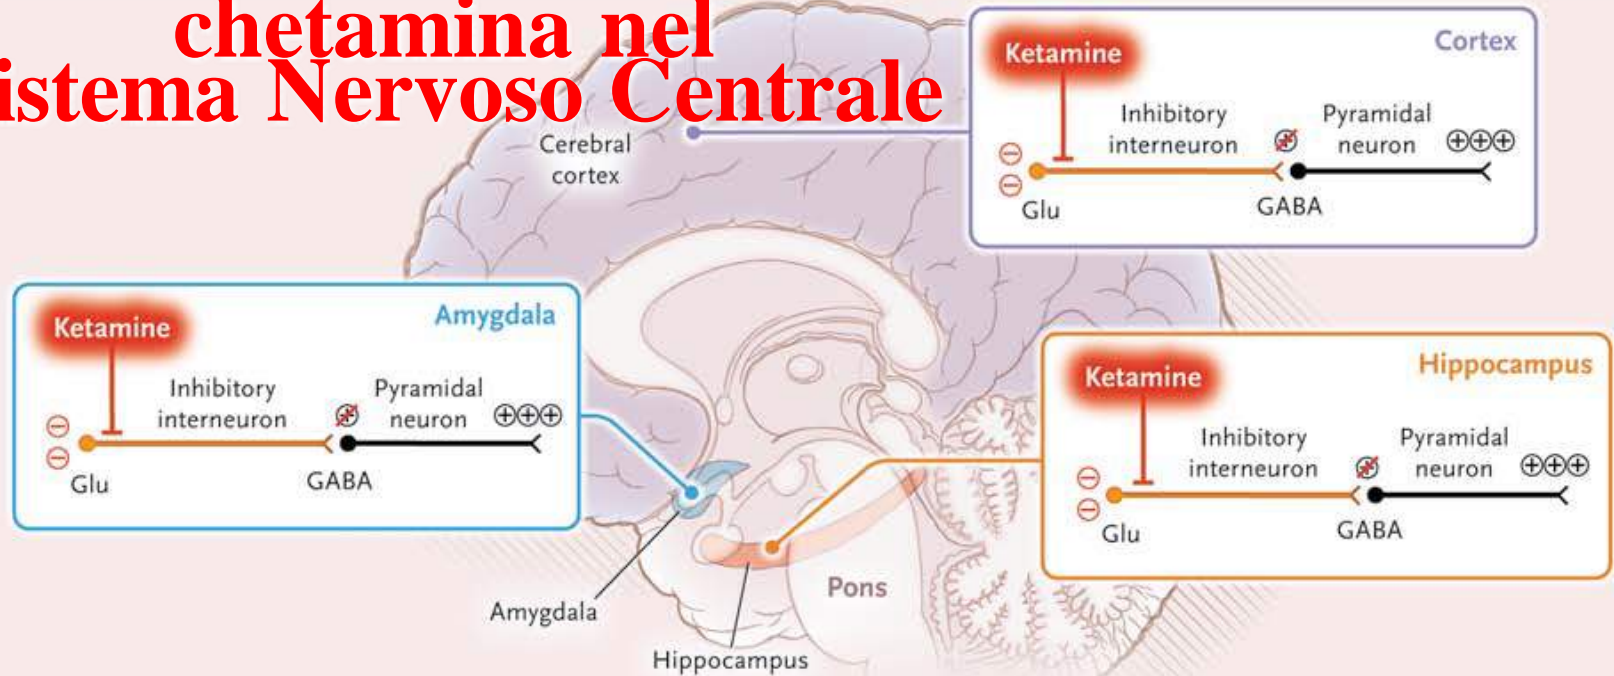 chetamina nel
istema Nervoso Centrale
Cerebral
cortex
Ketamine
Cortex
Inhibitory
interneuron
Pyramidal
neuron
Glu
GABA
Ketamine
Amygdala
Inhibitory
interneuron
Pyramidal
neuron
Glu
GABA
Ketamine
Hippocampus
Inhibitory
interneuron
Pyramidal
neuron
Glu
GABA
Pons
Amygdala
Hippocampus